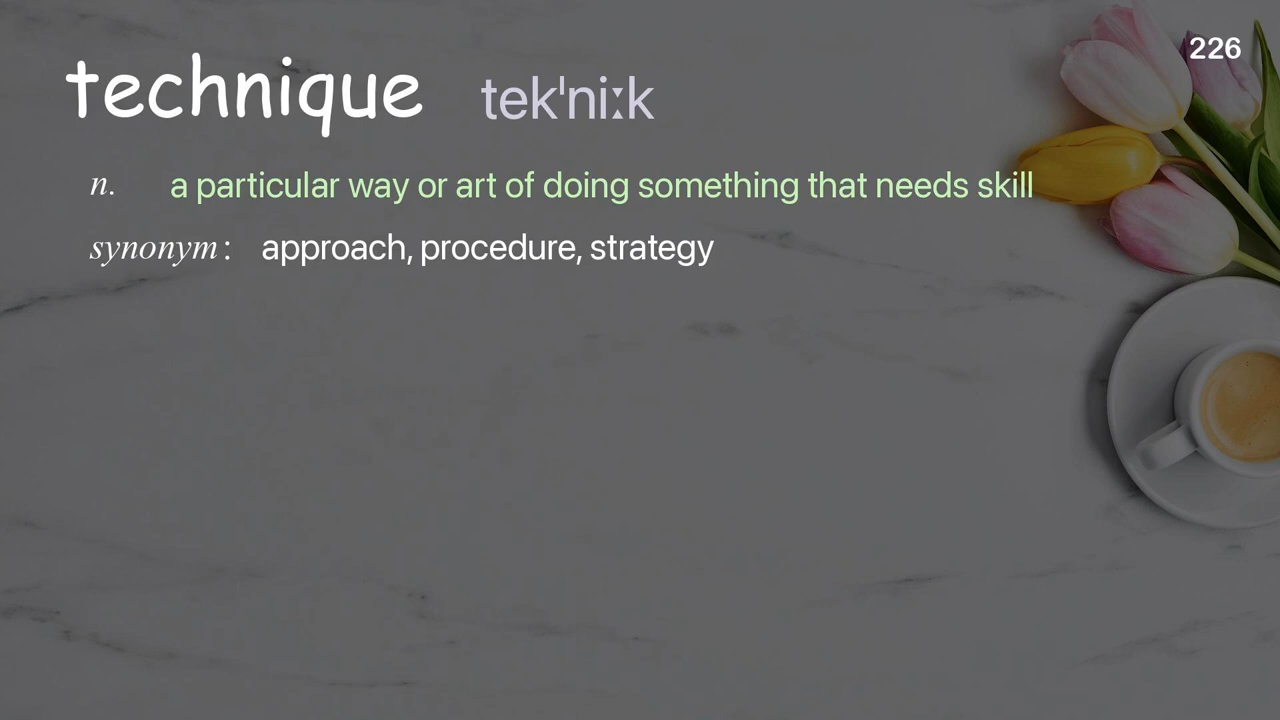 226
technique tekˈniːk
n. a particular way or art of doing something that needs skill
synonym: approach, procedure, strategy